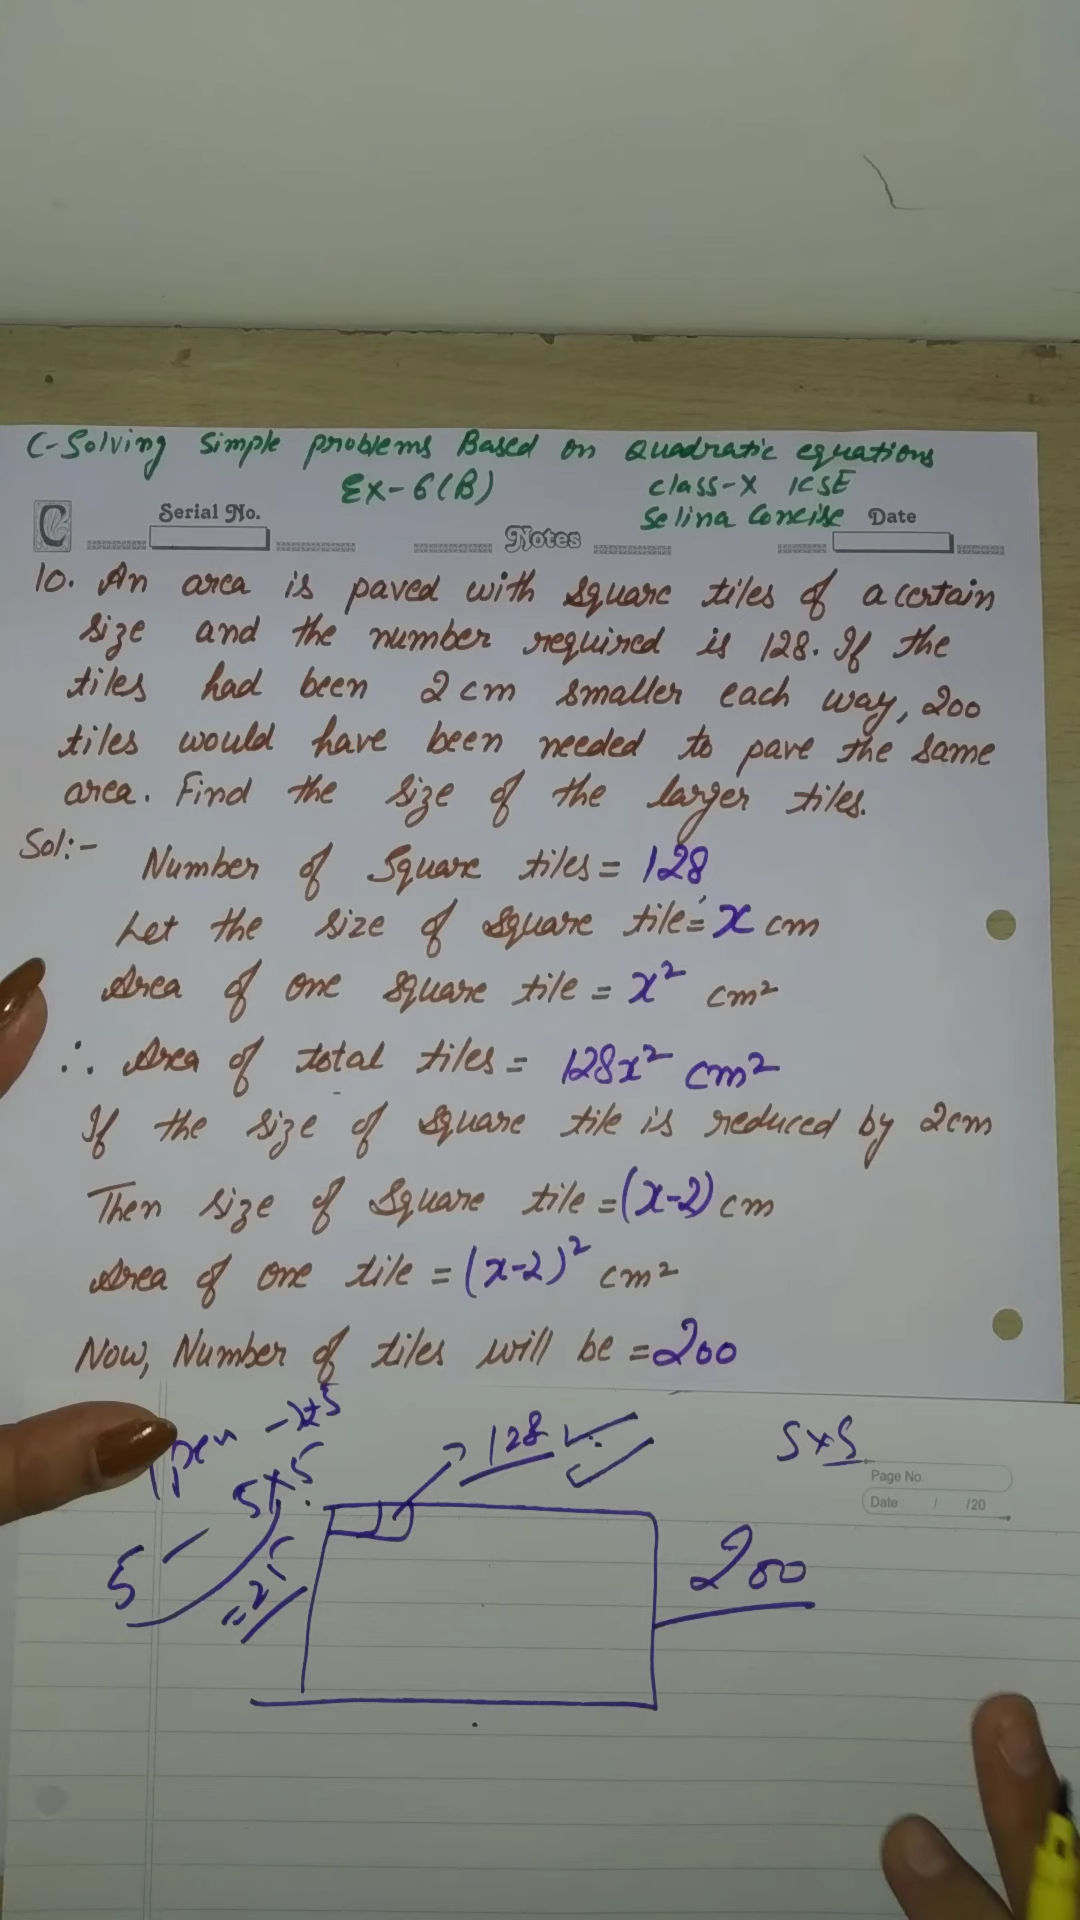 C-Solving Simple problems Based on Quadratic equations
EX-6(B)
class-X ICSE
Selina Concise
C
Serial No.
Notes
Date
10. An area is paved with square tiles of a certain
size and the number required is 128. If the
tiles had been 2 cm smaller each way, 200
tiles would have been needed to pave the same
area. Find the size of the larger tiles.
Sol:-
Number of Square tiles = 128
Let the size of square tile = x cm
Area of one square tile = x² cm²
∴ Area of total tiles = 128x² cm²
If the size of square tile is reduced by 2cm
Then size of Square tile = (x-2) cm
Area of one tile = (x-2)² cm²
Now, Number of tiles will be = 200
128
5×5
5×5
Page No.
Date / /20
5
=25
200